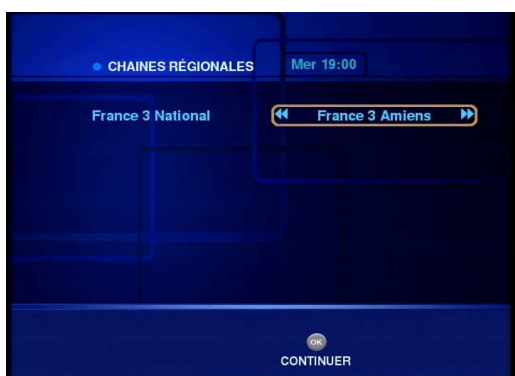 CHAINES RÉGIONALES
Mer 19:00
France 3 National
France 3 Amiens
OK
CONTINUER